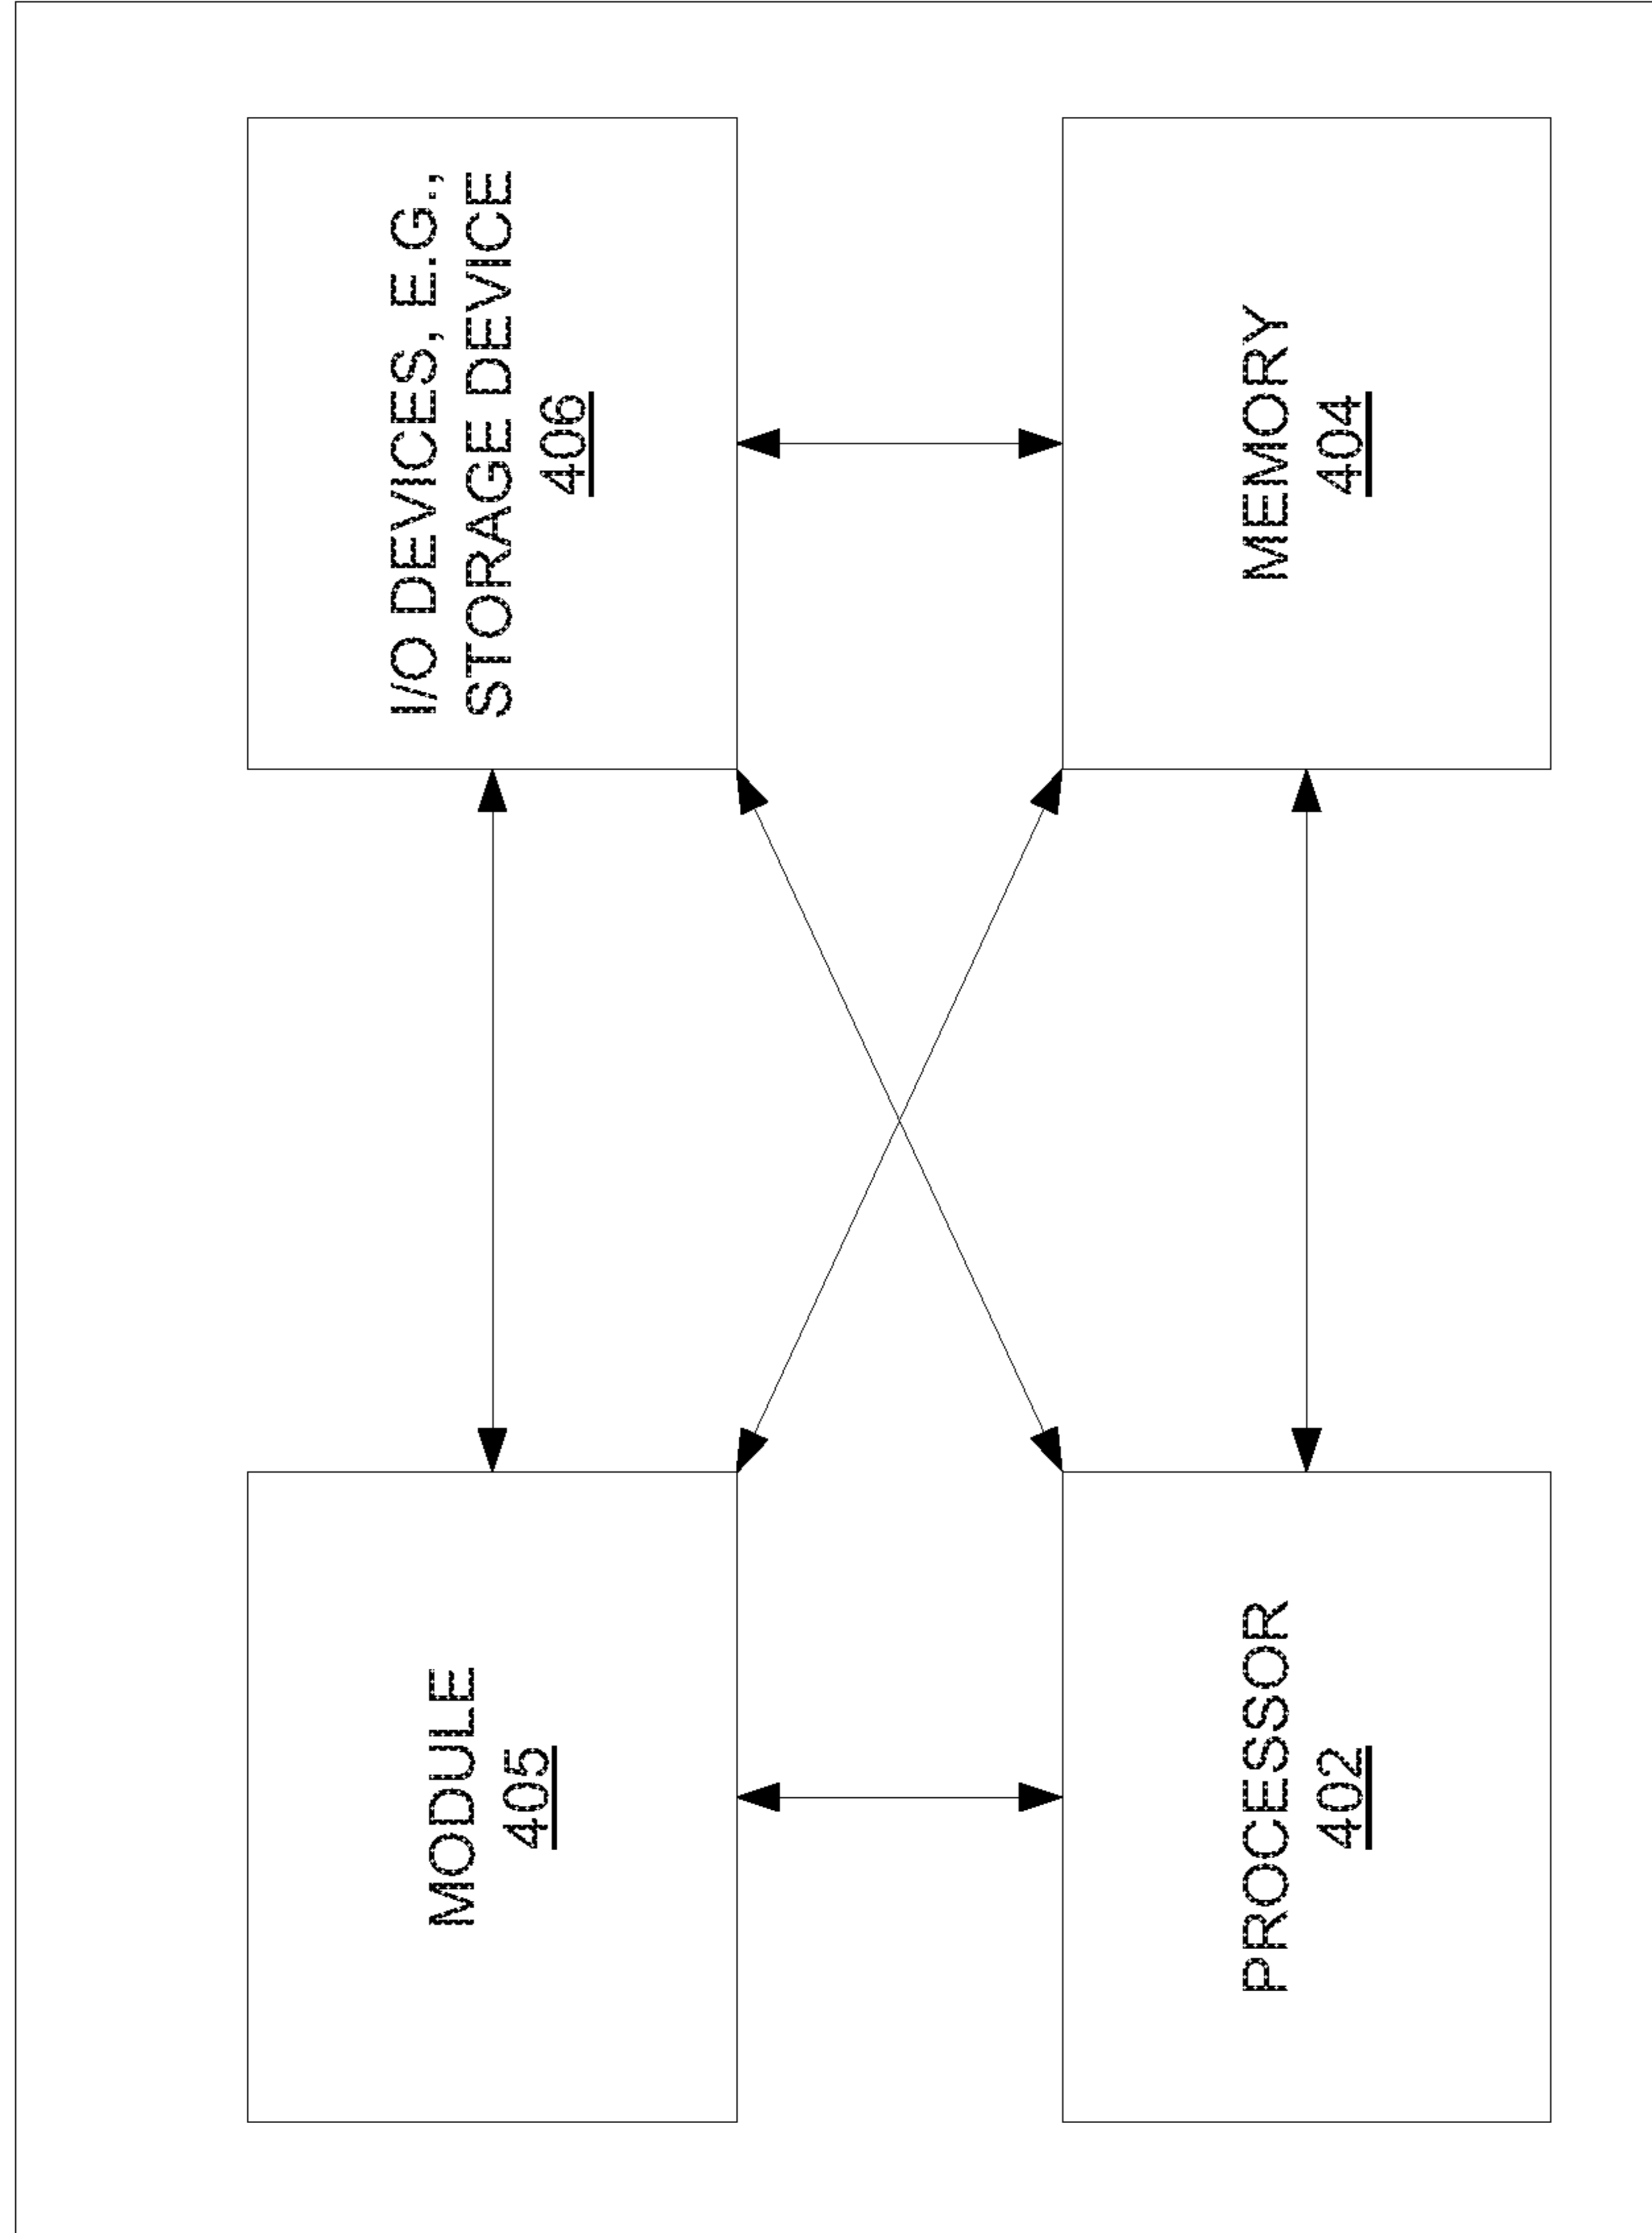 MODULE
405
I/O DEVICES, E.G.,
STORAGE DEVICE
406
PROCESSOR
402
MEMORY
404